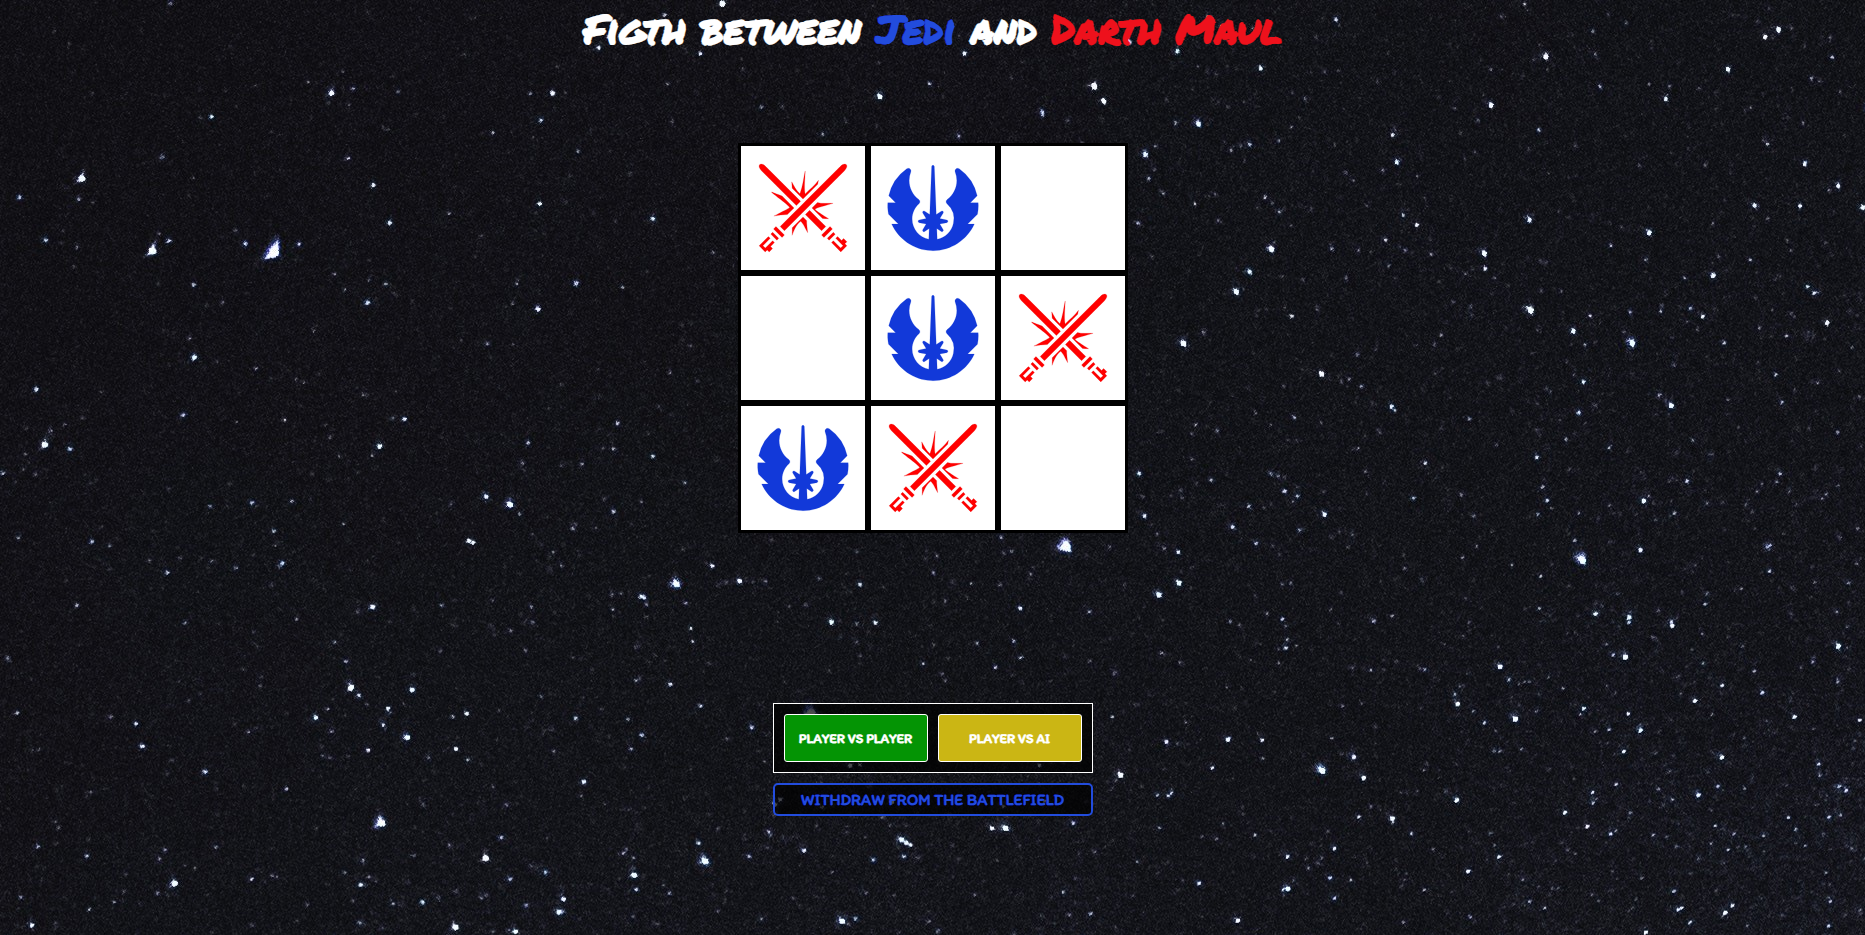 Figth between Jedi and Darth Maul
PLAYER VS PLAYER
PLAYER VS AI
WITHDRAW FROM THE BATTLEFIELD